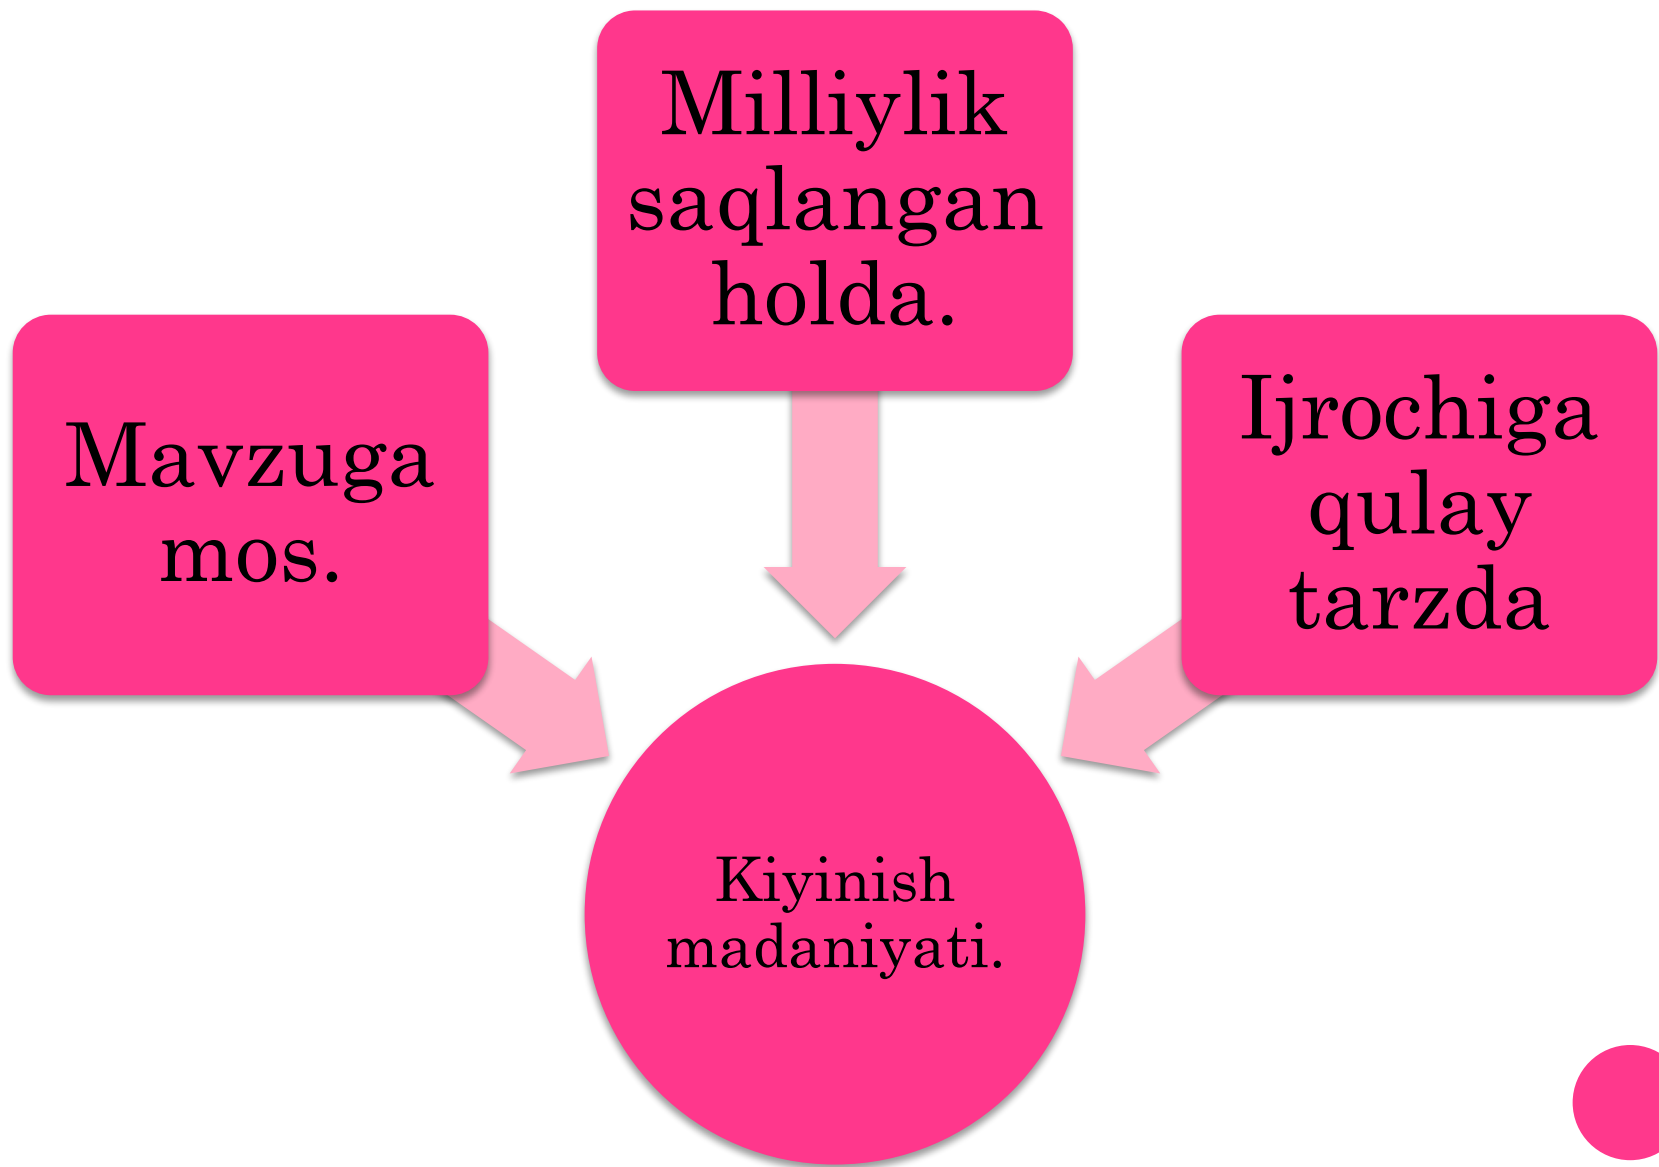 Milliylik
saqlangan
holda.
Mavzuga
mos.
Ijrochiga
qulay
tarzda
Kiyinish
madaniyati.